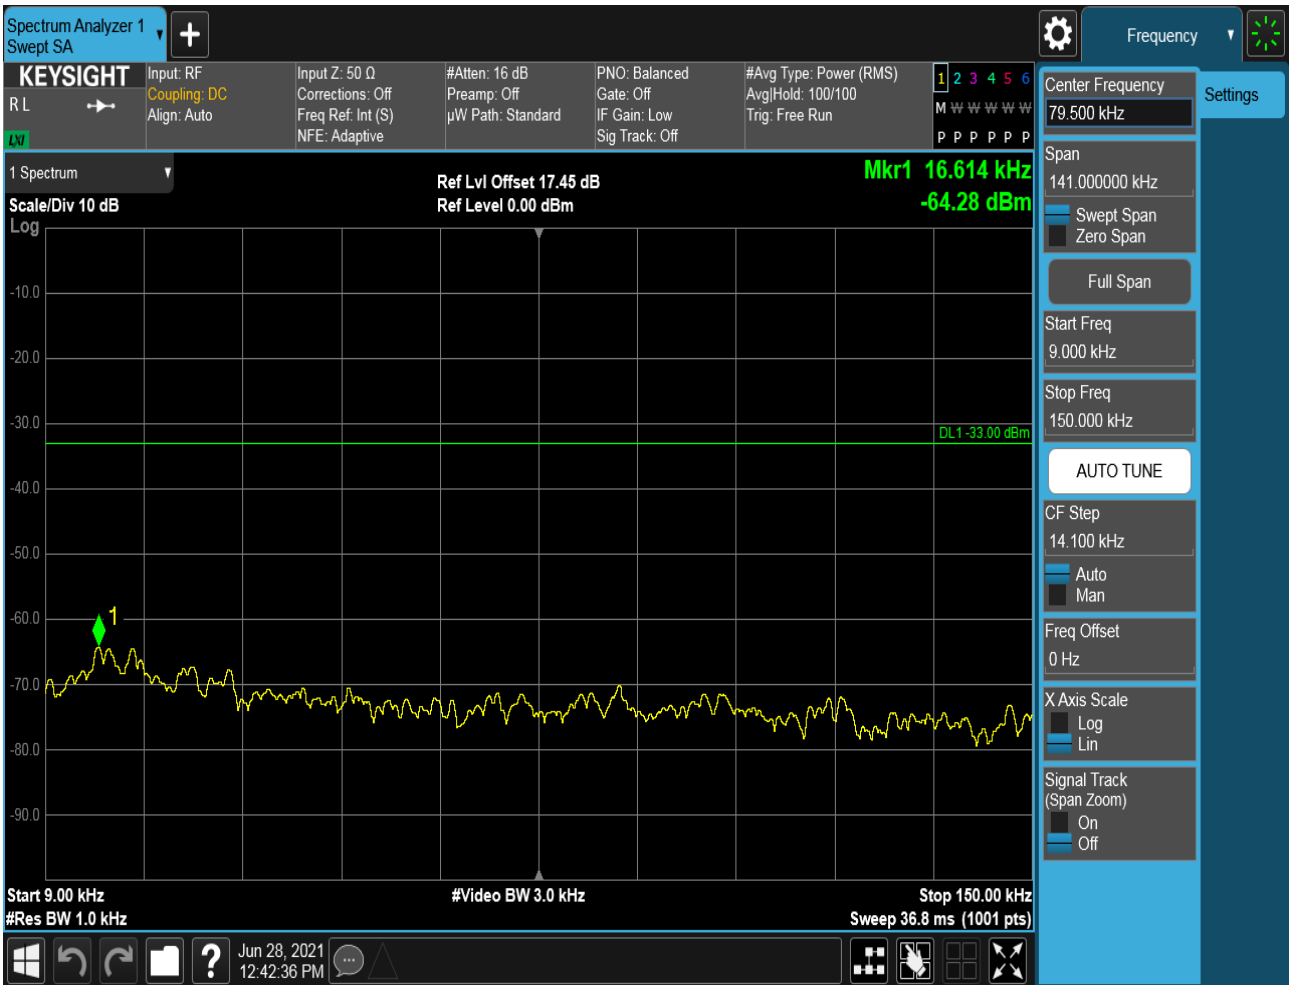 Spectrum Analyzer 1
Swept SA
Frequency
KEYSIGHT
R L
LXI
Input: RF
Coupling: DC
Align: Auto
Input Z: 50 Ω
Corrections: Off
Freq Ref: Int (S)
NFE: Adaptive
#Atten: 16 dB
Preamp: Off
µW Path: Standard
PNO: Balanced
Gate: Off
IF Gain: Low
Sig Track: Off
#Avg Type: Power (RMS)
Avg|Hold: 100/100
Trig: Free Run
1 2 3 4 5 6
M W W W W W
P P P P P P
1 Spectrum
Scale/Div 10 dB
Log
Ref Lvl Offset 17.45 dB
Ref Level 0.00 dBm
Mkr1 16.614 kHz
-64.28 dBm
-10.0
-20.0
-30.0
DL1 -33.00 dBm
-40.0
-50.0
-60.0
1
-70.0
-80.0
-90.0
Start 9.00 kHz
#Res BW 1.0 kHz
#Video BW 3.0 kHz
Stop 150.00 kHz
Sweep 36.8 ms (1001 pts)
Center Frequency
79.500 kHz
Settings
Span
141.000000 kHz
Swept Span
Zero Span
Full Span
Start Freq
9.000 kHz
Stop Freq
150.000 kHz
AUTO TUNE
CF Step
14.100 kHz
Auto
Man
Freq Offset
0 Hz
X Axis Scale
Log
Lin
Signal Track
(Span Zoom)
On
Off
?
Jun 28, 2021
12:42:36 PM